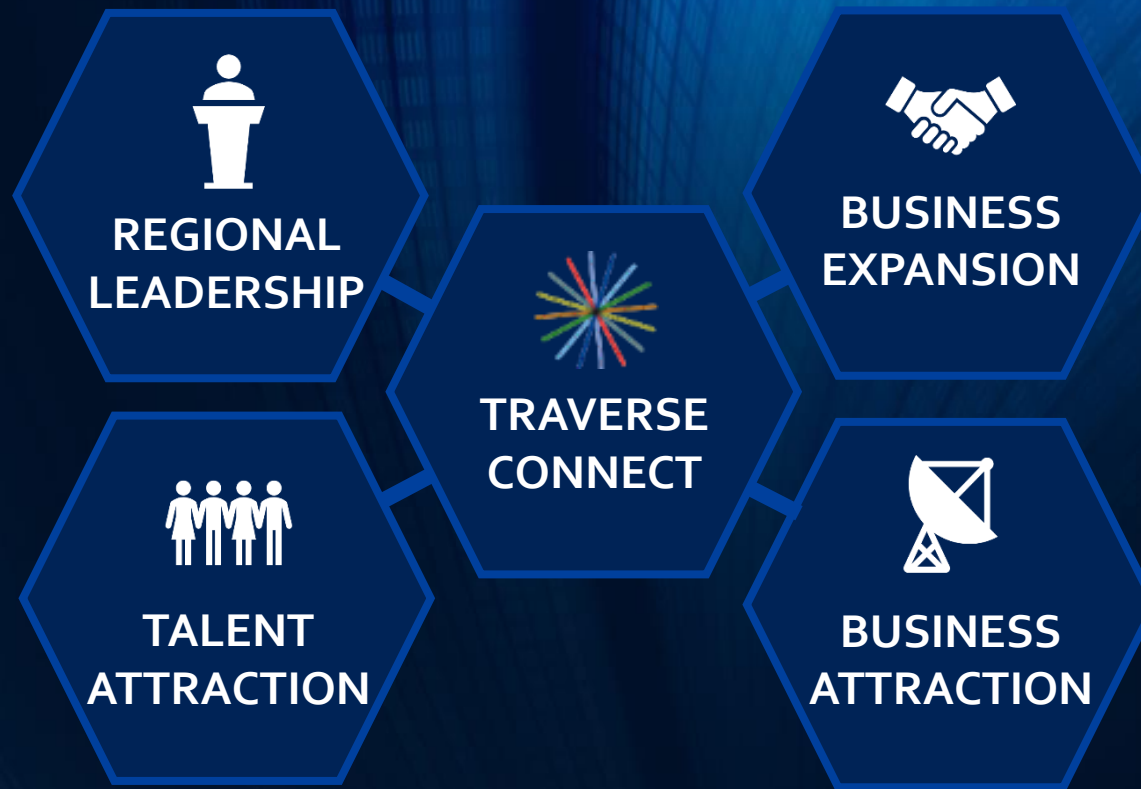 REGIONAL
LEADERSHIP
BUSINESS
EXPANSION
TRAVERSE
CONNECT
TALENT
ATTRACTION
BUSINESS
ATTRACTION